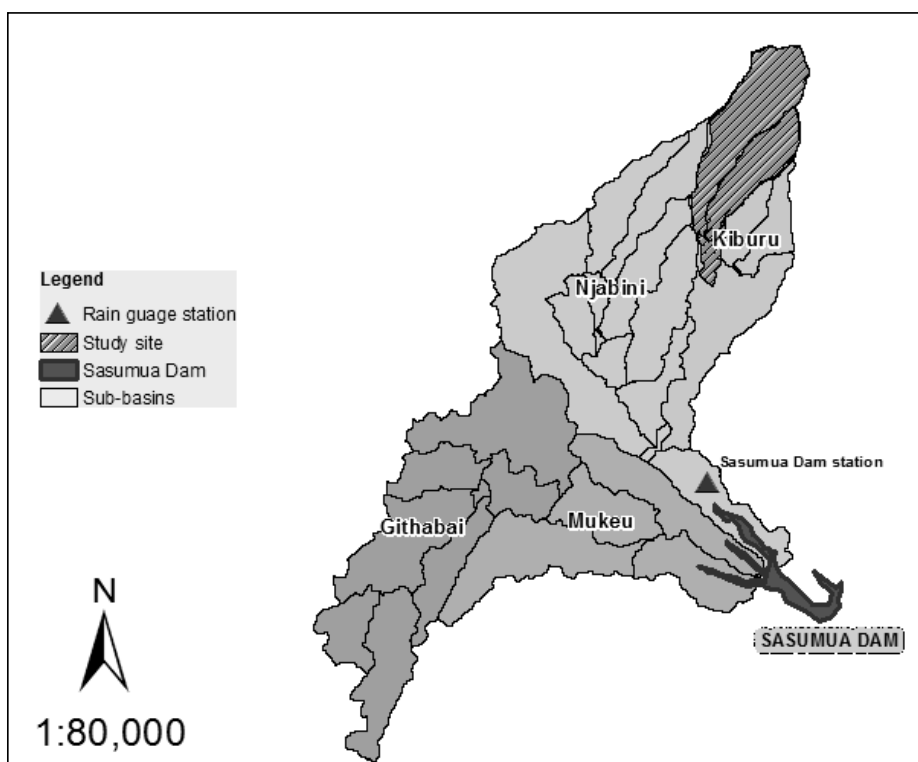 Kiburu
Njabini
Legend
Rain guage station
Study site
Sasumua Dam
Sub-basins
Sasumua Dam station
Githabai
Mukeu
N
SASUMUA DAM
1:80,000